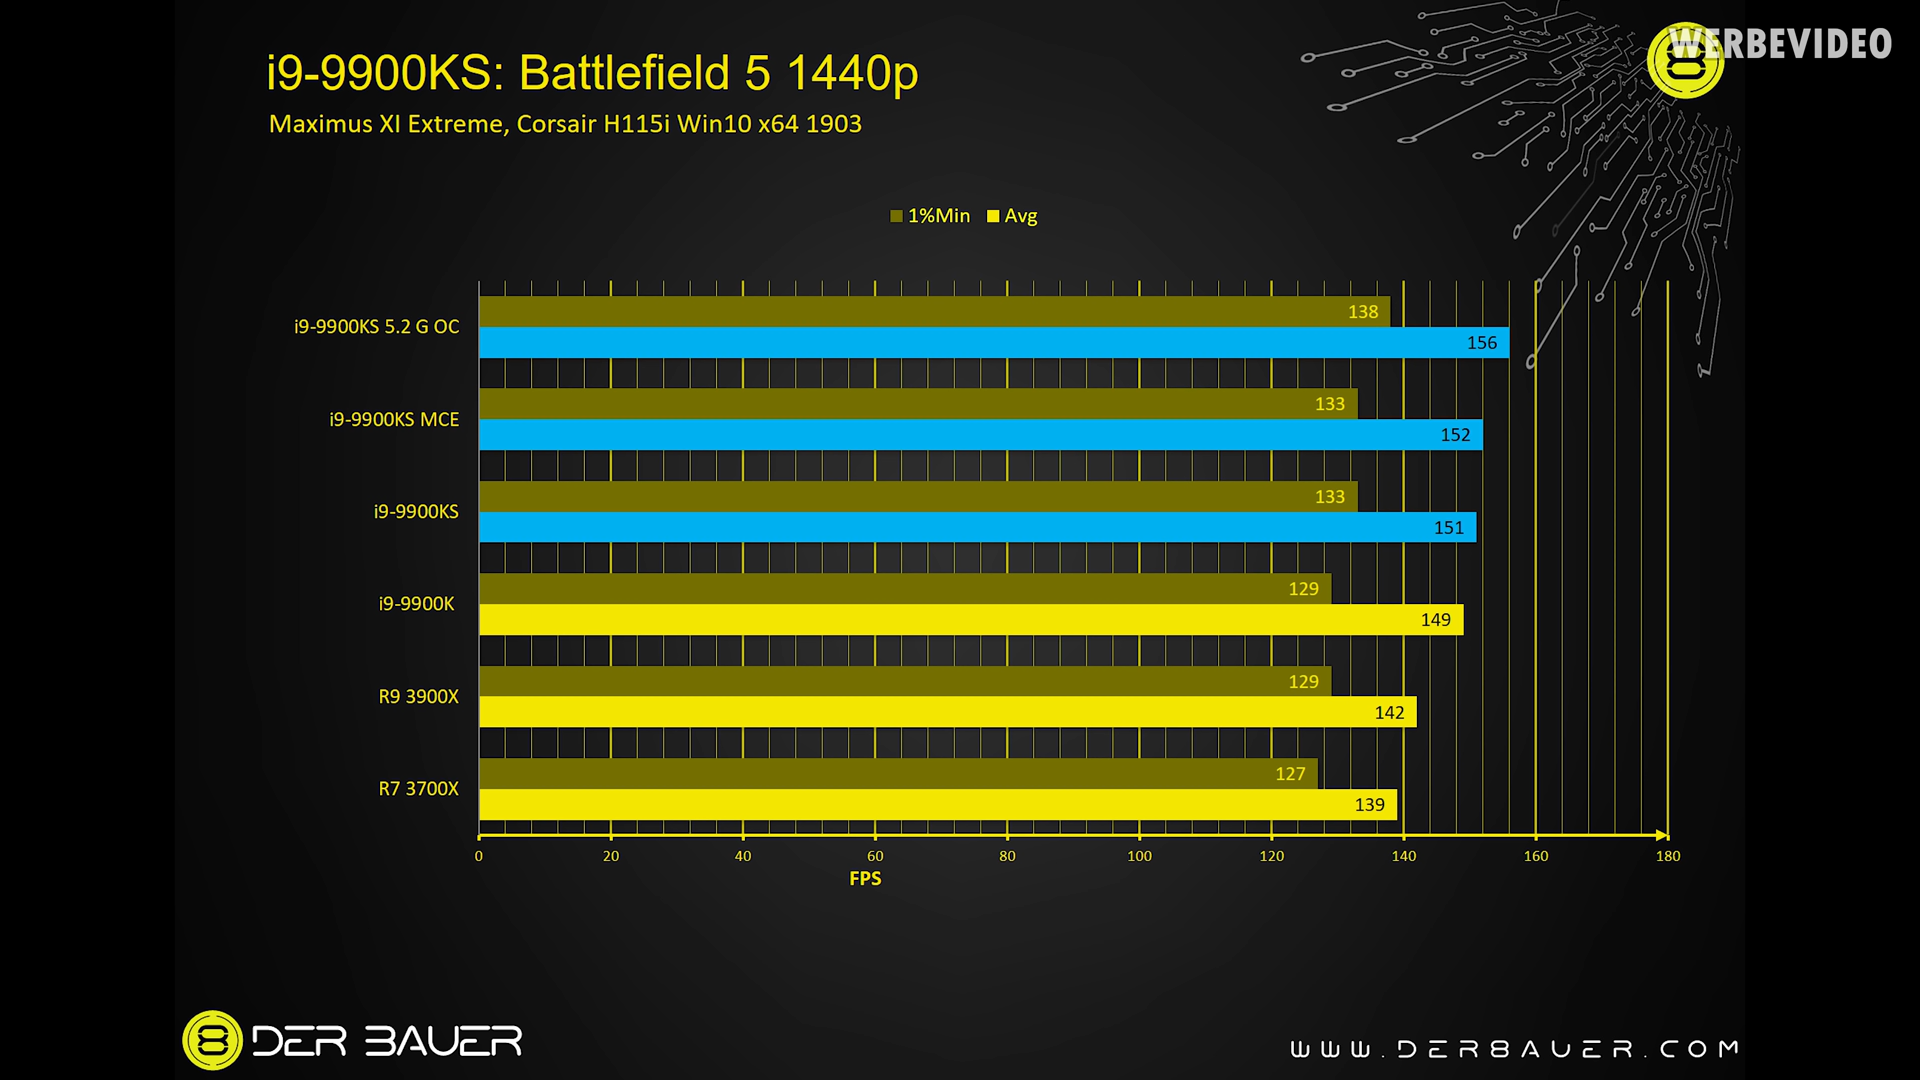 WERBEVIDEO
i9-9900KS: Battlefield 5 1440p
Maximus XI Extreme, Corsair H115i Win10 x64 1903
1%Min Avg
i9-9900KS 5.2 G OC
138
156
i9-9900KS MCE
133
152
i9-9900KS
133
151
i9-9900K
129
149
R9 3900X
129
142
R7 3700X
127
139
0 20 40 60 80 100 120 140 160 180
FPS
8 DER 8AUER
WWW.DER8AUER.COM